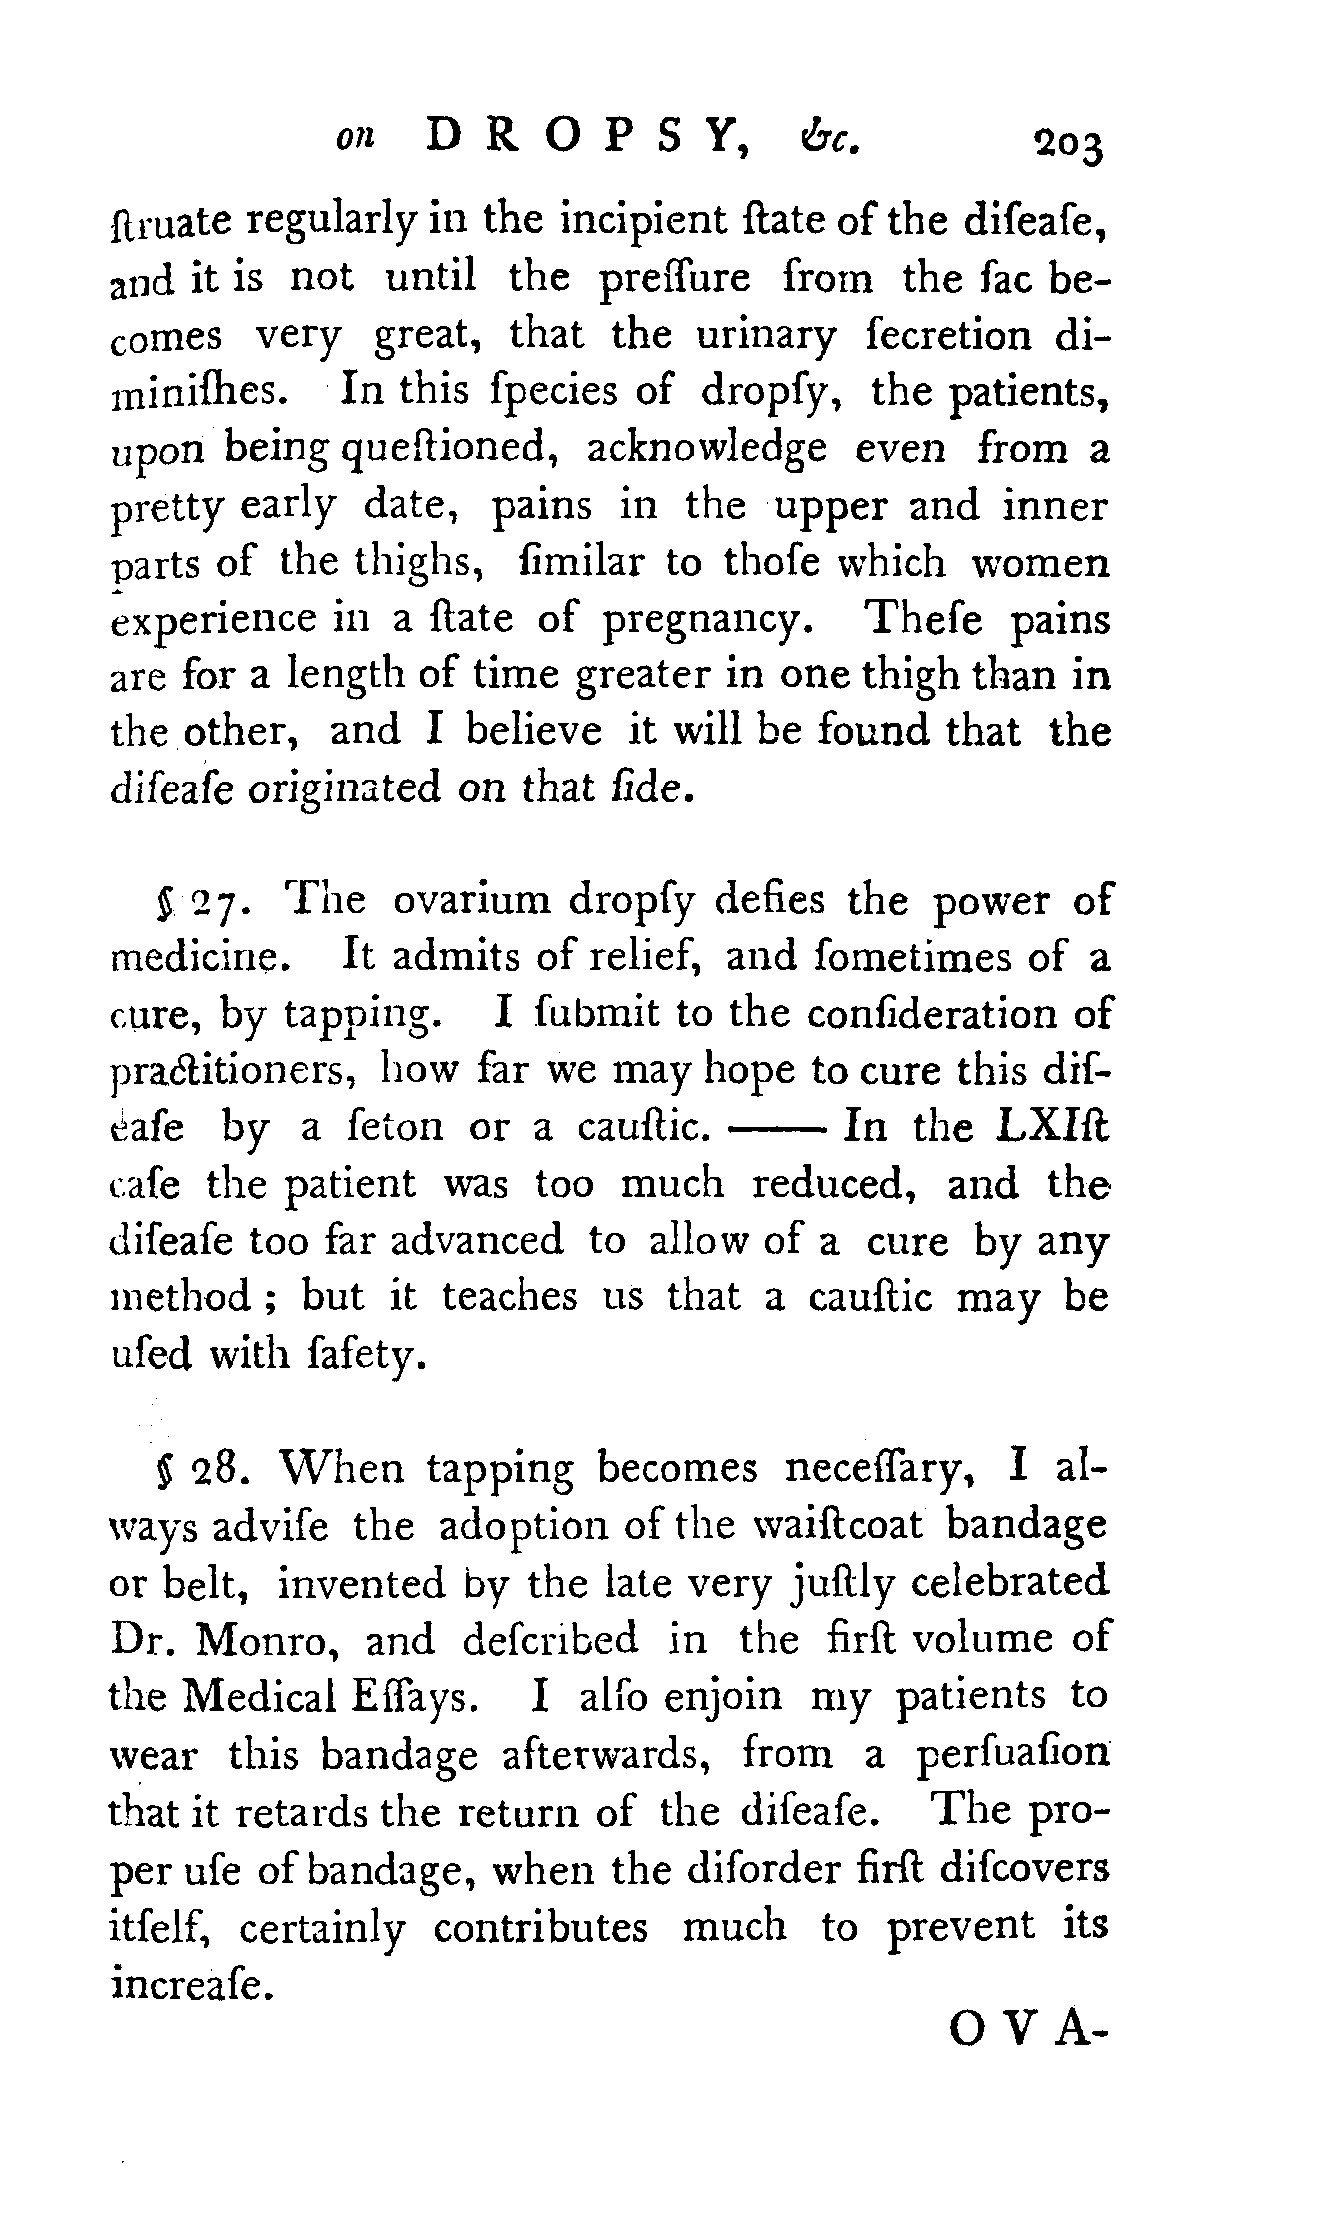 on DROPSY, &c. 203
ſtruate regularly in the incipient ſtate of the diſeaſe,
and it is not until the preſſure from the ſac be-
comes very great, that the urinary ſecretion di-
miniſhes. In this ſpecies of dropſy, the patients,
upon being queſtioned, acknowledge even from a
pretty early date, pains in the upper and inner
parts of the thighs, ſimilar to thoſe which women
experience in a ſtate of pregnancy. Theſe pains
are for a length of time greater in one thigh than in
the other, and I believe it will be found that the
diſeaſe originated on that ſide.
§ 27. The ovarium dropſy defies the power of
medicine. It admits of relief, and ſometimes of a
cure, by tapping. I ſubmit to the conſideration of
practitioners, how far we may hope to cure this diſ-
eaſe by a ſeton or a cauſtic. —— In the LXIſt
caſe the patient was too much reduced, and the
diſeaſe too far advanced to allow of a cure by any
method ; but it teaches us that a cauſtic may be
uſed with ſafety.
§ 28. When tapping becomes neceſſary, I al-
ways adviſe the adoption of the waiſtcoat bandage
or belt, invented by the late very juſtly celebrated
Dr. Monro, and deſcribed in the firſt volume of
the Medical Eſſays. I alſo enjoin my patients to
wear this bandage afterwards, from a perſuaſion
that it retards the return of the diſeaſe. The pro-
per uſe of bandage, when the diſorder firſt diſcovers
itſelf, certainly contributes much to prevent its
increaſe.
OVA-